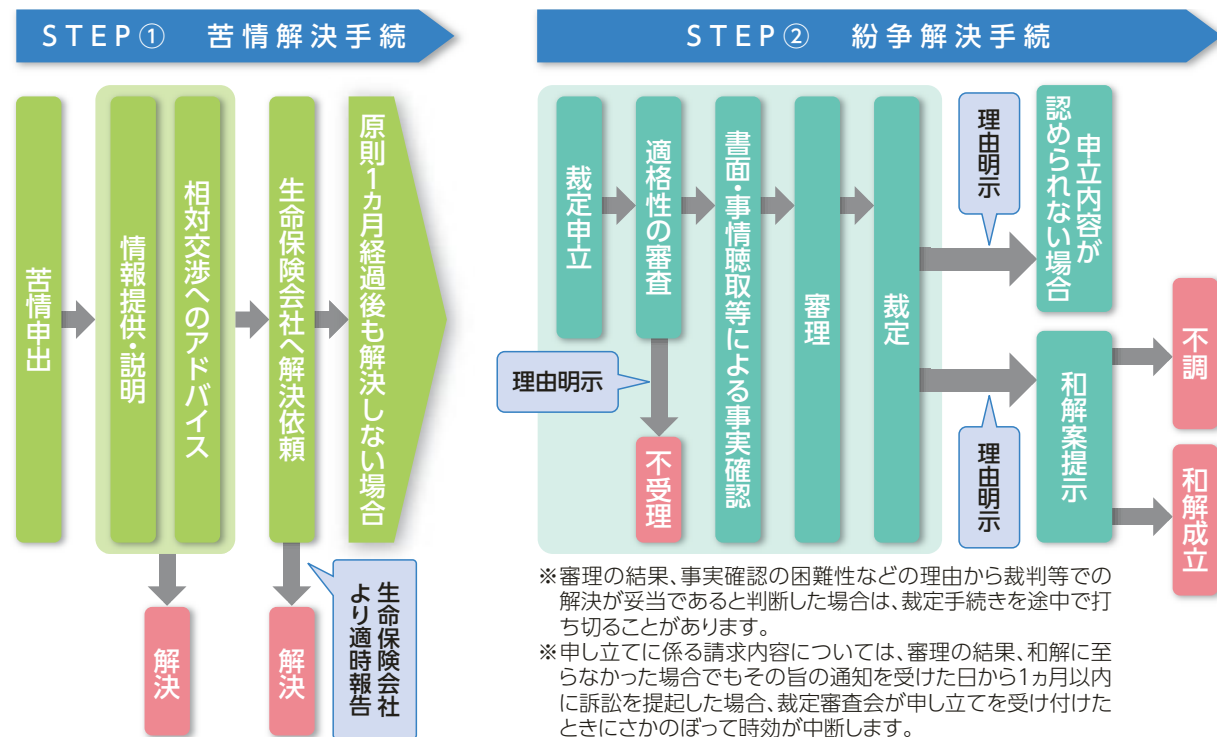 STEP① 苦情解決手続
苦情申出
情報提供・説明
相対交渉へのアドバイス
解決
生命保険会社へ解決依頼
解決
生命保険会社
より適時報告
原則1ヵ月経過後も解決しない場合
STEP② 紛争解決手続
裁定申立
適格性の審査
理由明示
不受理
書面・事情聴取等による事実確認
審理
裁定
理由明示
申立内容が
認められない場合
理由明示
和解案提示
不調
和解成立
※審理の結果、事実確認の困難性などの理由から裁判等での
解決が妥当であると判断した場合は、裁定手続きを途中で打
ち切ることがあります。
※申し立てに係る請求内容については、審理の結果、和解に至
らなかった場合でもその旨の通知を受けた日から1ヵ月以内
に訴訟を提起した場合、裁定審査会が申し立てを受け付けた
ときにさかのぼって時効が中断します。